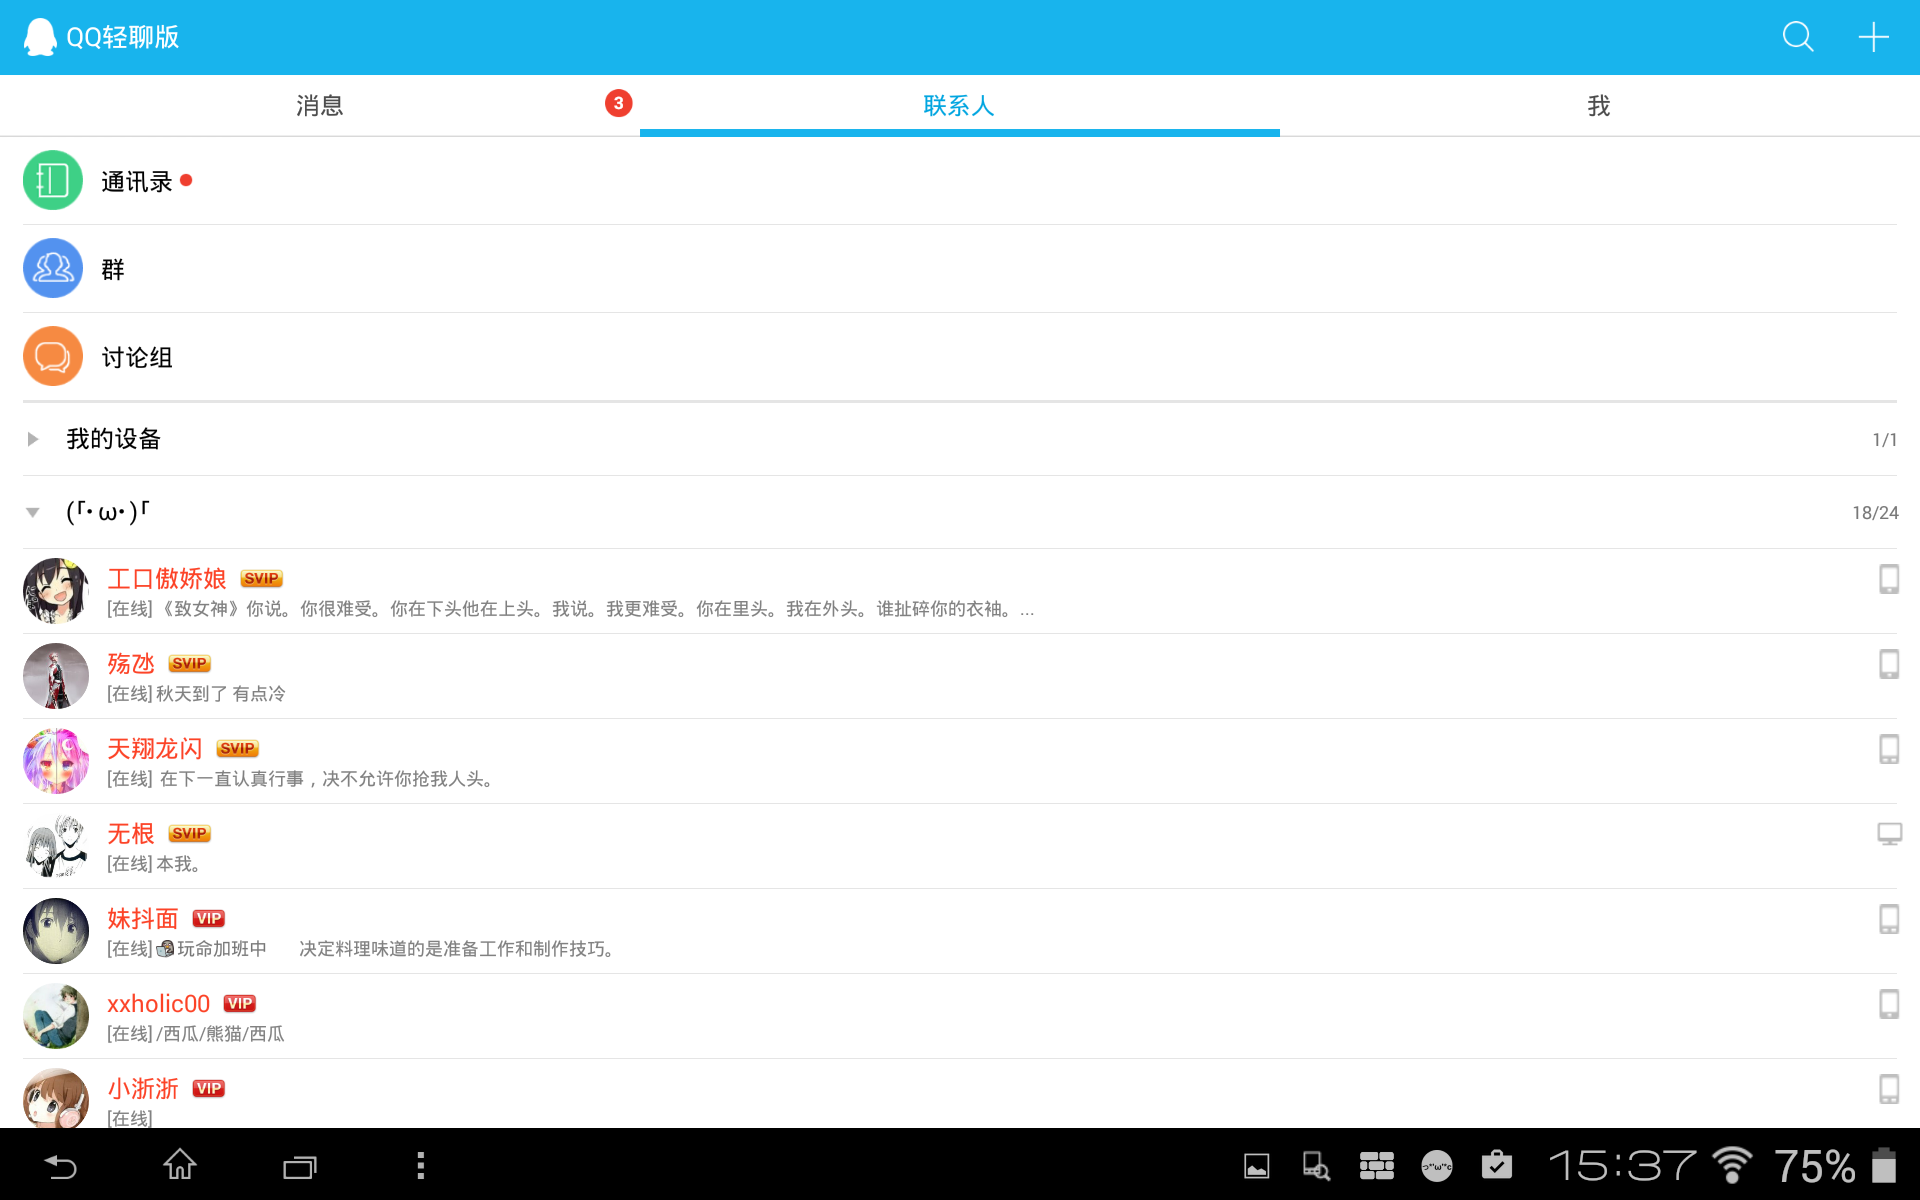 QQ轻聊版
消息 3 联系人 我
通讯录
群
讨论组
我的设备 1/1
(「･ω･)「 18/24
工口傲娇娘 SVIP
[在线]《致女神》你说。你很难受。你在下头他在上头。我说。我更难受。你在里头。我在外头。谁扯碎你的衣袖。...
殇氹 SVIP
[在线] 秋天到了 有点冷
天翔龙闪 SVIP
[在线] 在下一直认真行事，决不允许你抢我人头。
无根 SVIP
[在线] 本我。
妹抖面 VIP
[在线] 玩命加班中 决定料理味道的是准备工作和制作技巧。
xxholic00 VIP
[在线] /西瓜/熊猫/西瓜
小浙浙 VIP
[在线]
15:37 75%